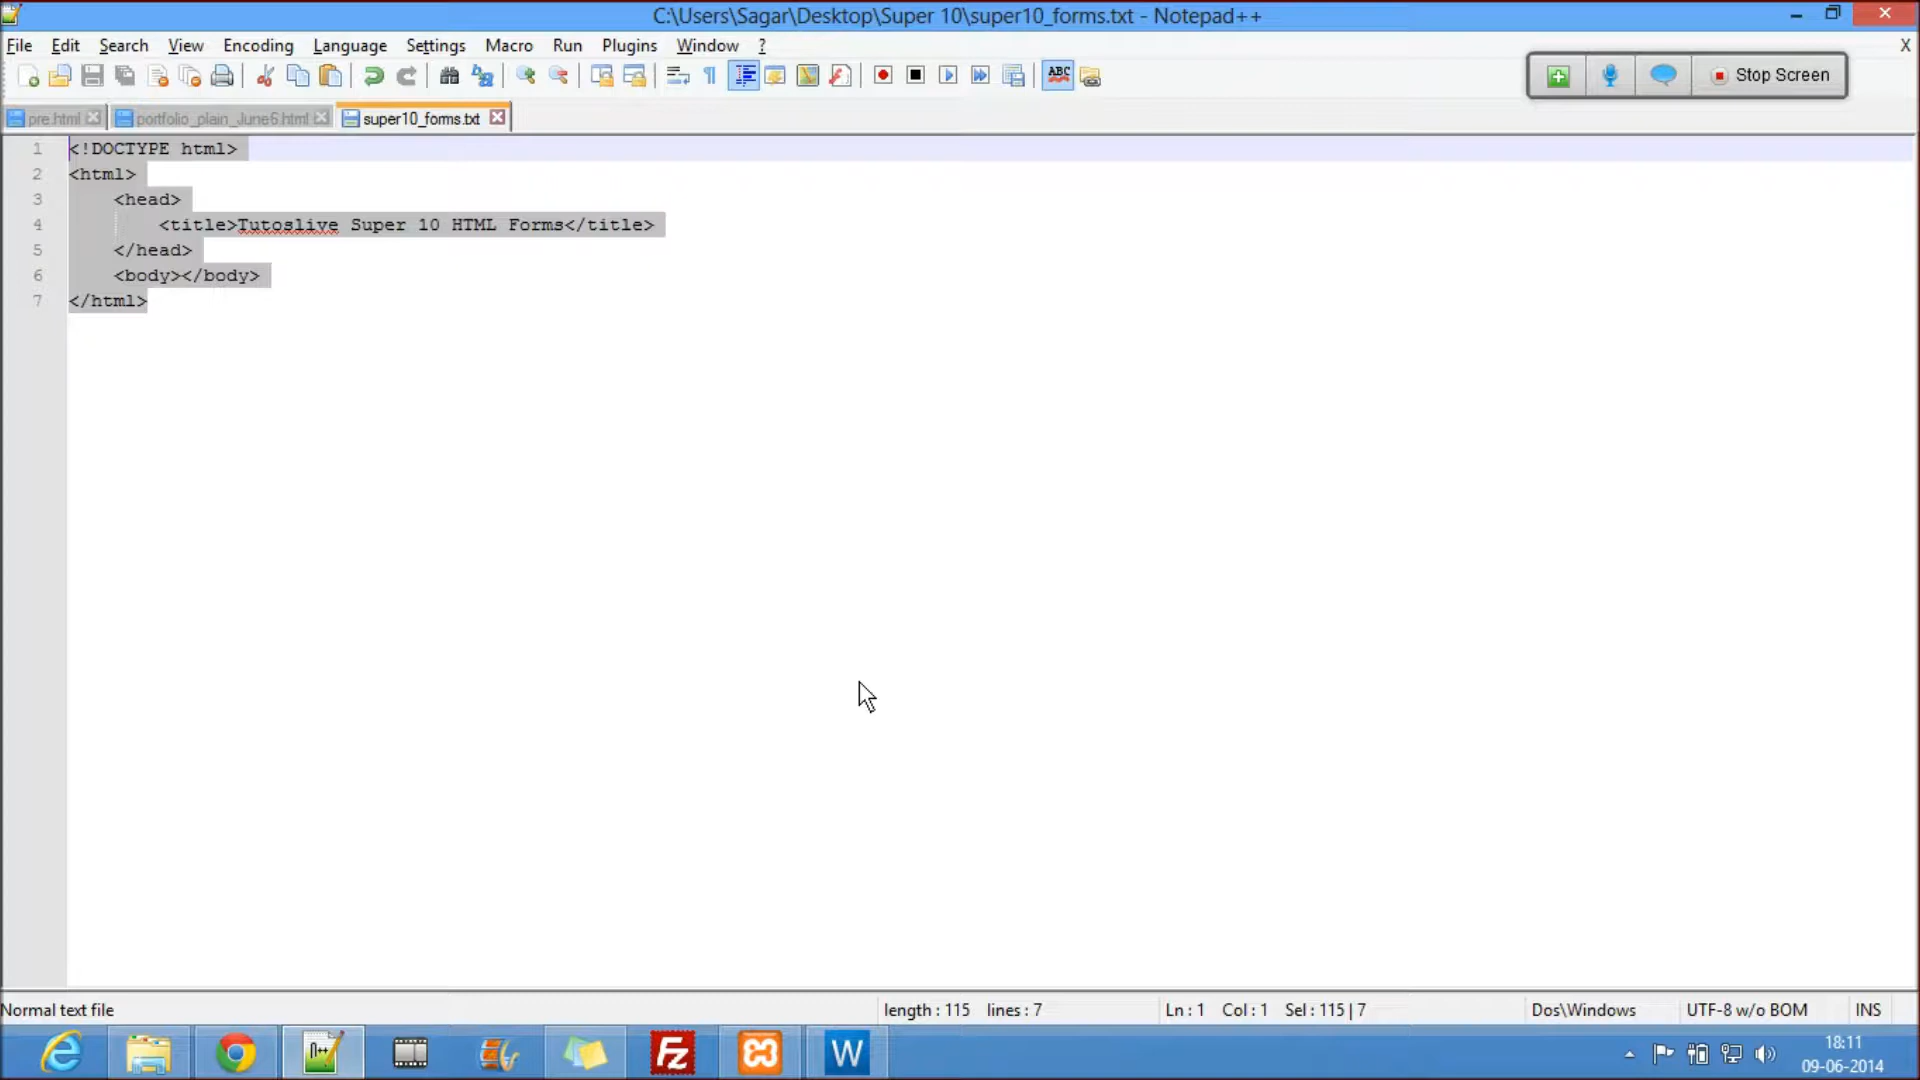 C:\Users\Sagar\Desktop\Super 10\super10_forms.txt - Notepad++
File Edit Search View Encoding Language Settings Macro Run Plugins Window ?
X
ABC
Stop Screen
pre.html portfolio_plain_June6.html super10_forms.txt
1 <!DOCTYPE html>
2 <html>
3 <head>
4 <title>Tutoslive Super 10 HTML Forms</title>
5 </head>
6 <body></body>
7 </html>
Normal text file length : 115 lines : 7 Ln : 1 Col : 1 Sel : 115 | 7 Dos\Windows UTF-8 w/o BOM INS
n++ Fz W
18:11
09-06-2014